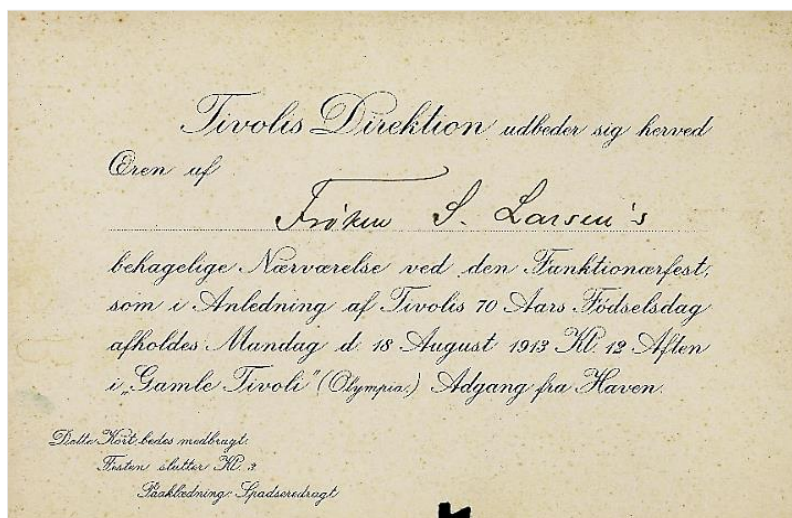 Tivolis Direktion udbeder sig herved
Æren af
Frøken S. Larsen's
behagelige Nærværelse ved den Funktionærfest,
som i Anledning af Tivolis 70 Aars Födselsdag
afholdes Mandag d. 18 August 1913 Kl. 12 Aften
i „Gamle Tivoli" (Olympia.) Adgang fra Haven.
Dette Kort bedes medbragt.
Festen slutter Kl. 3.
Paaklædning: Spadseredragt